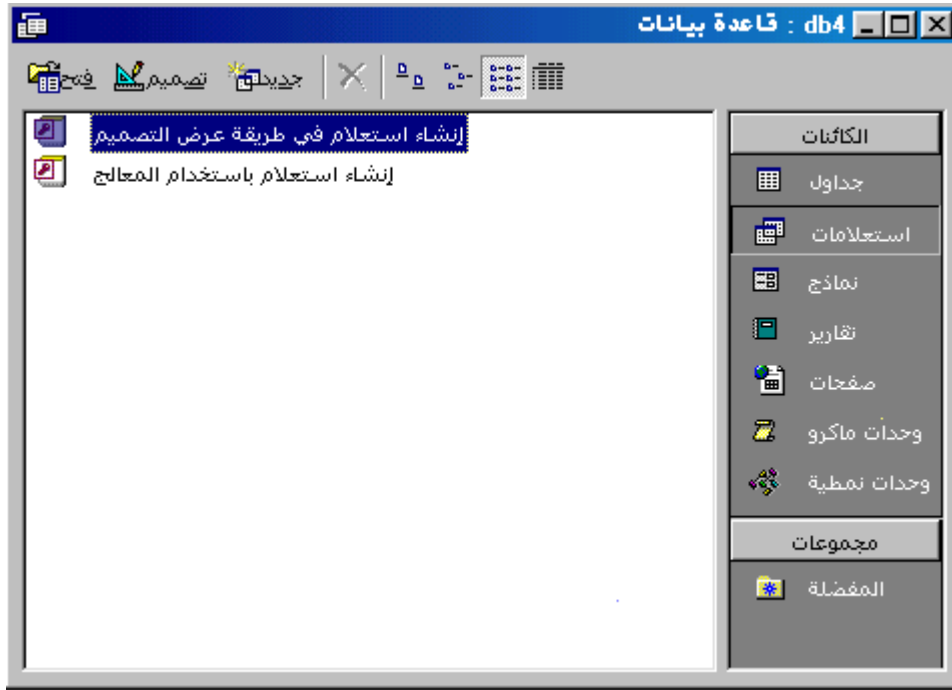 db4 : قاعدة بيانات
فتح تصميم جديد
إنشاء استعلام في طريقة عرض التصميم
إنشاء استعلام باستخدام المعالج
الكائنات
جداول
استعلامات
نماذج
تقارير
صفحات
وحدات ماكرو
وحدات نمطية
مجموعات
المفضلة